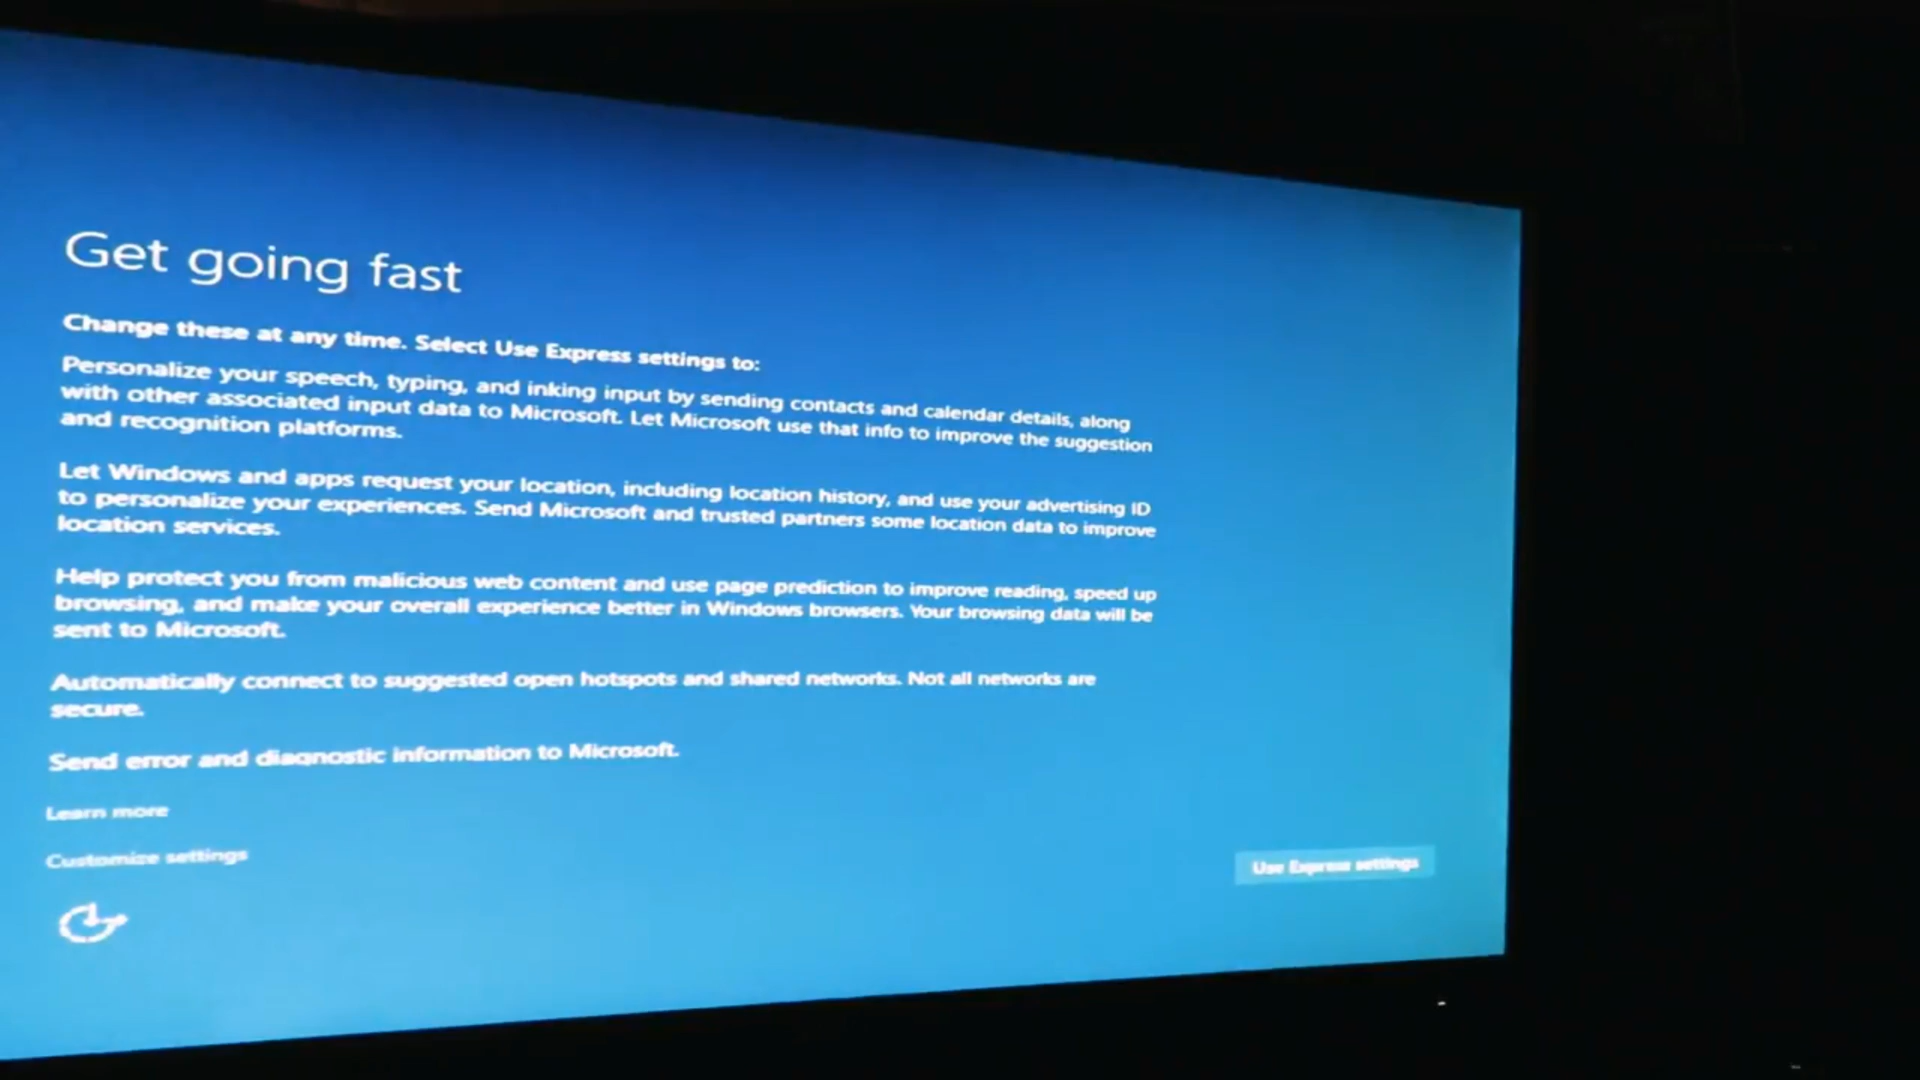 Get going fast
Change these at any time. Select Use Express settings to:
Personalize your speech, typing, and inking input by sending contacts and calendar details, along
with other associated input data to Microsoft. Let Microsoft use that info to improve the suggestion
and recognition platforms.
Let Windows and apps request your location, including location history, and use your advertising ID
to personalize your experiences. Send Microsoft and trusted partners some location data to improve
location services.
Help protect you from malicious web content and use page prediction to improve reading, speed up
browsing, and make your overall experience better in Windows browsers. Your browsing data will be
sent to Microsoft.
Automatically connect to suggested open hotspots and shared networks. Not all networks are
secure.
Send error and diagnostic information to Microsoft.
Learn more
Customize settings
Use Express settings